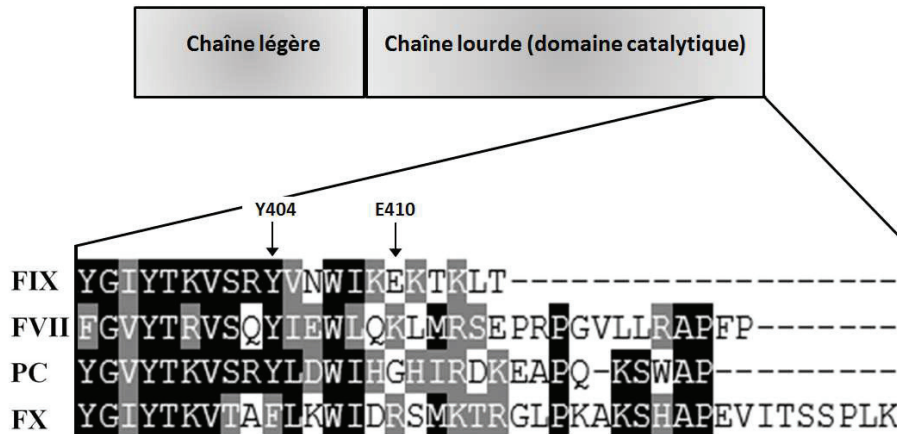 Chaîne légère Chaîne lourde (domaine catalytique)
Y404 E410
FIX YGIYTKVSRYVNWIKEKTKLT-------------------
FVII FGVYTRVSQYIEWLQKLMRSEPRPGVLLRAPFP-------
PC YGVYTKVSRYLDWIHGHIRDKEAPQ-KSWAP---------
FX YGIYTKVTAFLKWIDRSMKTRGLPKAKSHAPEVITSSPLK